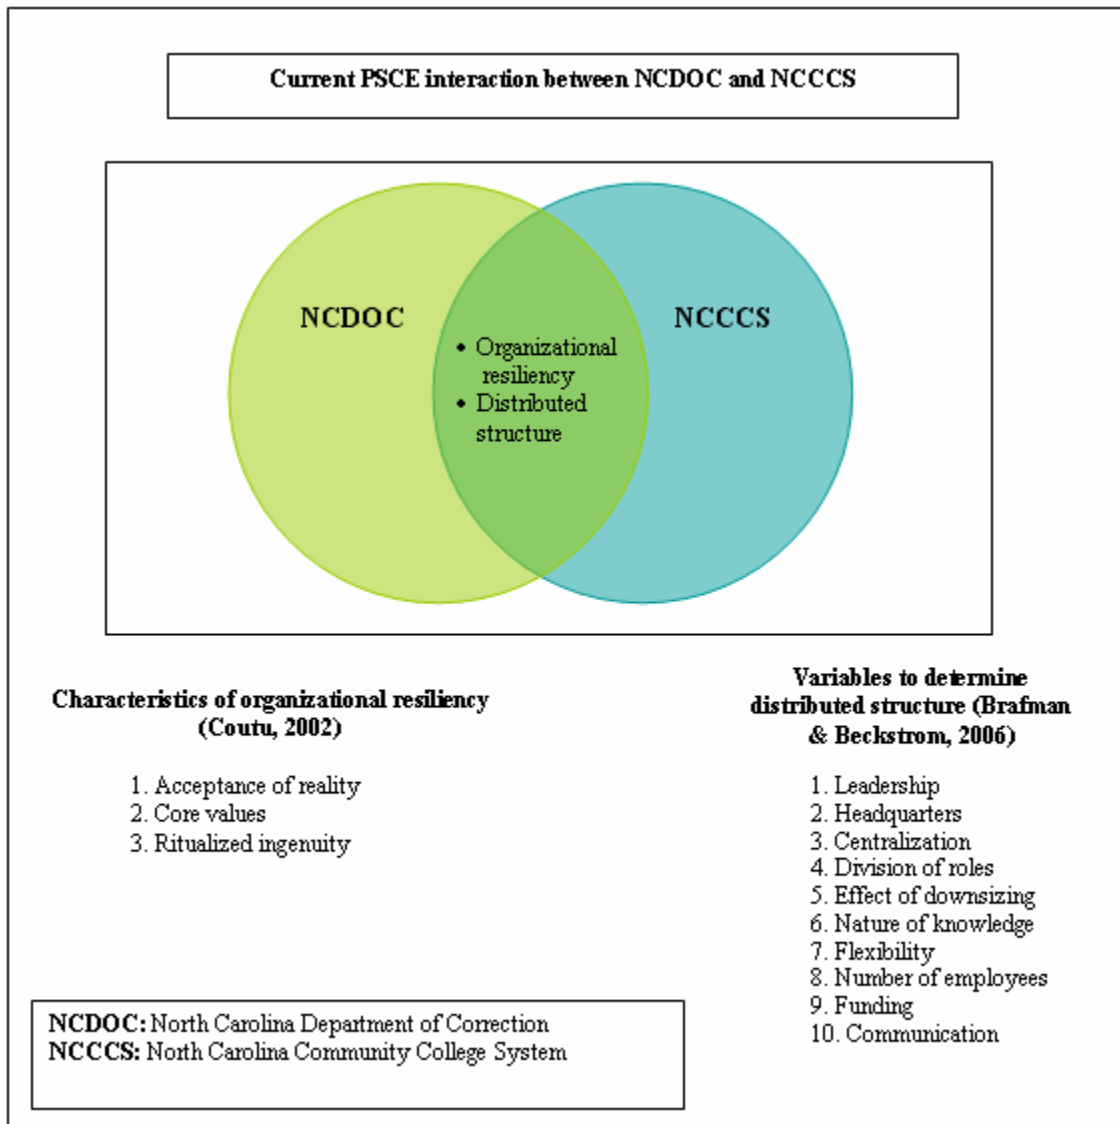 Current PSCE interaction between NCDOC and NCCCS
NCDOC
NCCCS
• Organizational
resiliency
• Distributed
structure
Characteristics of organizational resiliency
(Coutu, 2002)
1. Acceptance of reality
2. Core values
3. Ritualized ingenuity
Variables to determine
distributed structure (Brafman
& Beckstrom, 2006)
1. Leadership
2. Headquarters
3. Centralization
4. Division of roles
5. Effect of downsizing
6. Nature of knowledge
7. Flexibility
8. Number of employees
9. Funding
10. Communication
NCDOC: North Carolina Department of Correction
NCCCS: North Carolina Community College System